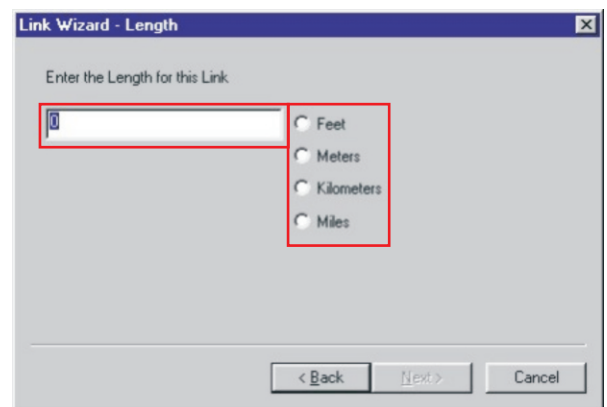 Link Wizard - Length
Enter the Length for this Link
0
Feet
Meters
Kilometers
Miles
< Back
Next >
Cancel